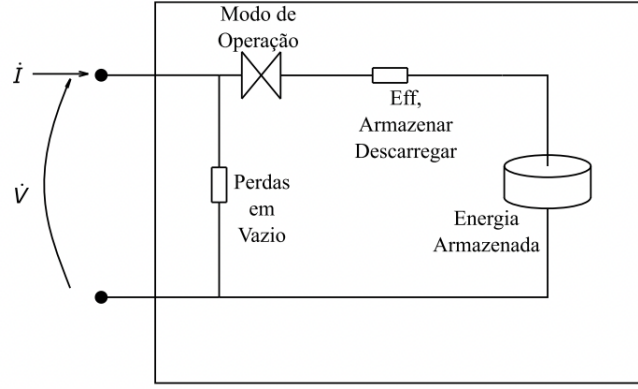 Modo de
Operação
İ
Eff,
Armazenar
Descarregar
V̇
Perdas
em
Vazio
Energia
Armazenada